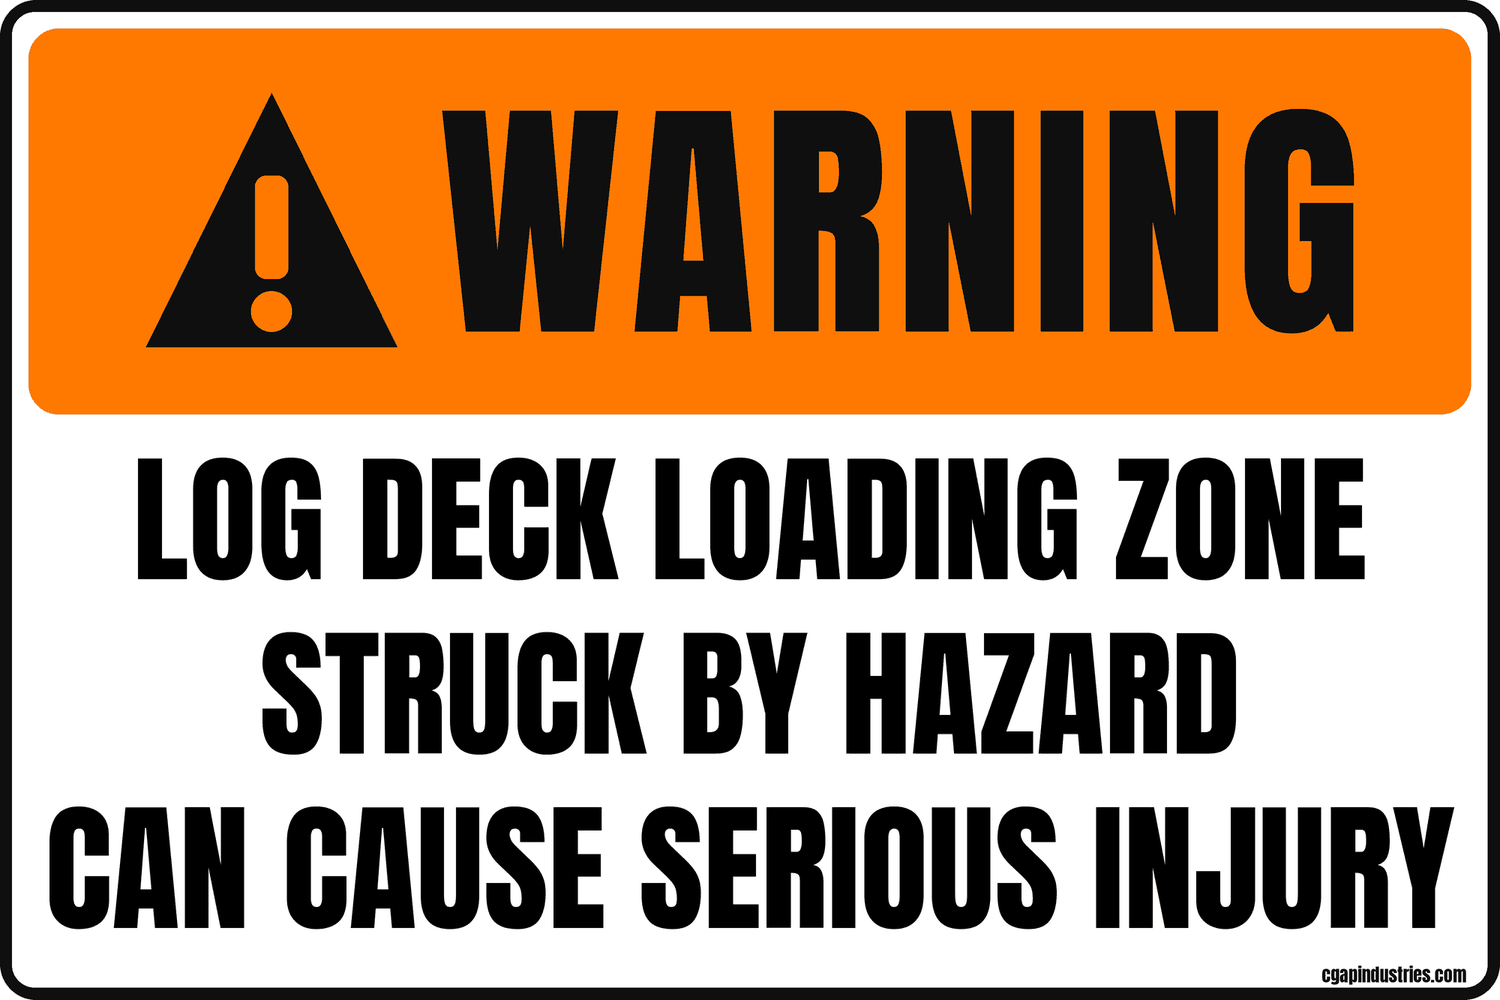 WARNING
LOG DECK LOADING ZONE
STRUCK BY HAZARD
CAN CAUSE SERIOUS INJURY
cgapindustries.com